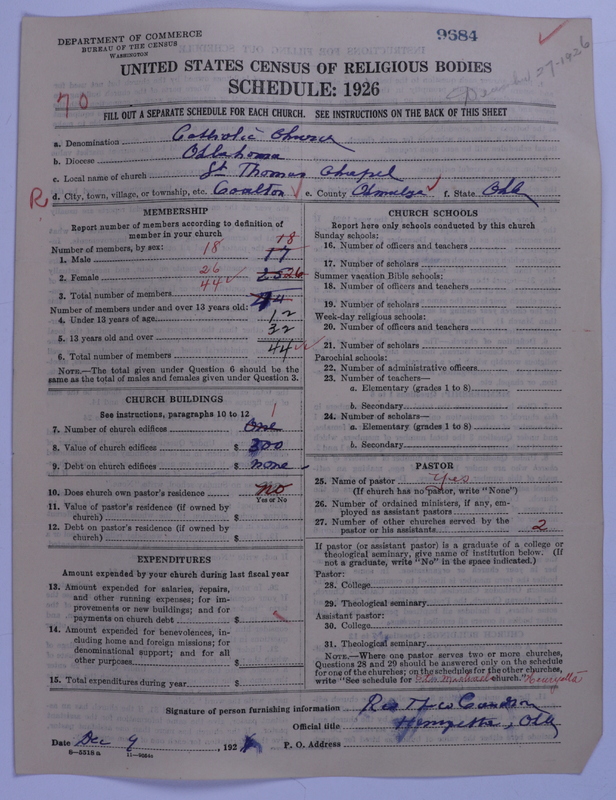 DEPARTMENT OF COMMERCE
BUREAU OF THE CENSUS
WASHINGTON
9684
27-1926
UNITED STATES CENSUS OF RELIGIOUS BODIES
SCHEDULE: 1926
70
FILL OUT A SEPARATE SCHEDULE FOR EACH CHURCH. SEE INSTRUCTIONS ON THE BACK OF THIS SHEET
a. Denomination Catholic Church
b. Diocese Oklahoma
c. Local name of church St Thomas Chapel
R d. City, town, village, or township, etc. Coalton e. County Okmulgee f. State Okla
MEMBERSHIP
Report number of members according to definition of
member in your church
Number of members, by sex:
1. Male 18 17 18
2. Female 26 25 26
3. Total number of members 44 44
Number of members under and over 13 years old:
4. Under 13 years of age 12
5. 13 years old and over 32
6. Total number of members 44
NOTE.—The total given under Question 6 should be
same as the total of males and females given under Question 3.
CHURCH BUILDINGS
See instructions, paragraphs 10 to 12
7. Number of church edifices One 1
8. Value of church edifices $ 300
9. Debt on church edifices $ none
10. Does church own pastor's residence No
Yes or No
11. Value of pastor's residence (if owned by
church) $
12. Debt on pastor's residence (if owned by
church) $
EXPENDITURES
Amount expended by your church during last fiscal year
13. Amount expended for salaries, repairs,
and other running expenses; for im-
provements or new buildings; and for
payments on church debt $
14. Amount expended for benevolences, in-
cluding home and foreign missions; for
denominational support; and for all
other purposes $
15. Total expenditures during year $
CHURCH SCHOOLS
Report here only schools conducted by this church
Sunday schools:
16. Number of officers and teachers
17. Number of scholars
Summer vacation Bible schools:
18. Number of officers and teachers
19. Number of scholars
Week-day religious schools:
20. Number of officers and teachers
21. Number of scholars
Parochial schools:
22. Number of administrative officers
23. Number of teachers—
a. Elementary (grades 1 to 8)
b. Secondary
24. Number of scholars—
a. Elementary (grades 1 to 8)
b. Secondary
PASTOR
25. Name of pastor Yes
(If church has no pastor, write "None")
26. Number of ordained ministers, if any, em-
ployed as assistant pastors
27. Number of other churches served by the
pastor or his assistants 2
If pastor (or assistant pastor) is a graduate of a college or
theological seminary, give name of institution below. (If
not a graduate, write "No" in the space indicated.)
Pastor:
28. College
29. Theological seminary
Assistant pastor:
30. College
31. Theological seminary
NOTE.—Where one pastor serves two or more churches,
Questions 28 and 29 should be answered only on the schedule
for one of the churches; on the schedules for the other churches,
write "See schedule for St. Michael church." Henryetta
Signature of person furnishing information
Official title Henryetta, Okla
Date Dec 9, 192 P. O. Address
8—5518a